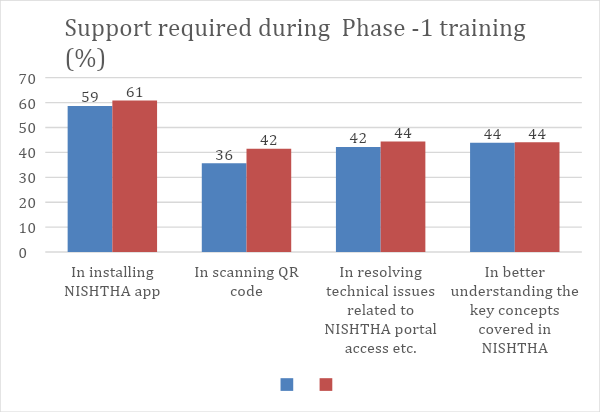 Support required during Phase -1 training
(%)
70
60
50
40
30
20
10
0
59
61
36
42
42
44
44
44
In installing
NISHTHA app
In scanning QR
code
In resolving
technical issues
related to
NISHTHA portal
access etc.
In better
understanding the
key concepts
covered in
NISHTHA